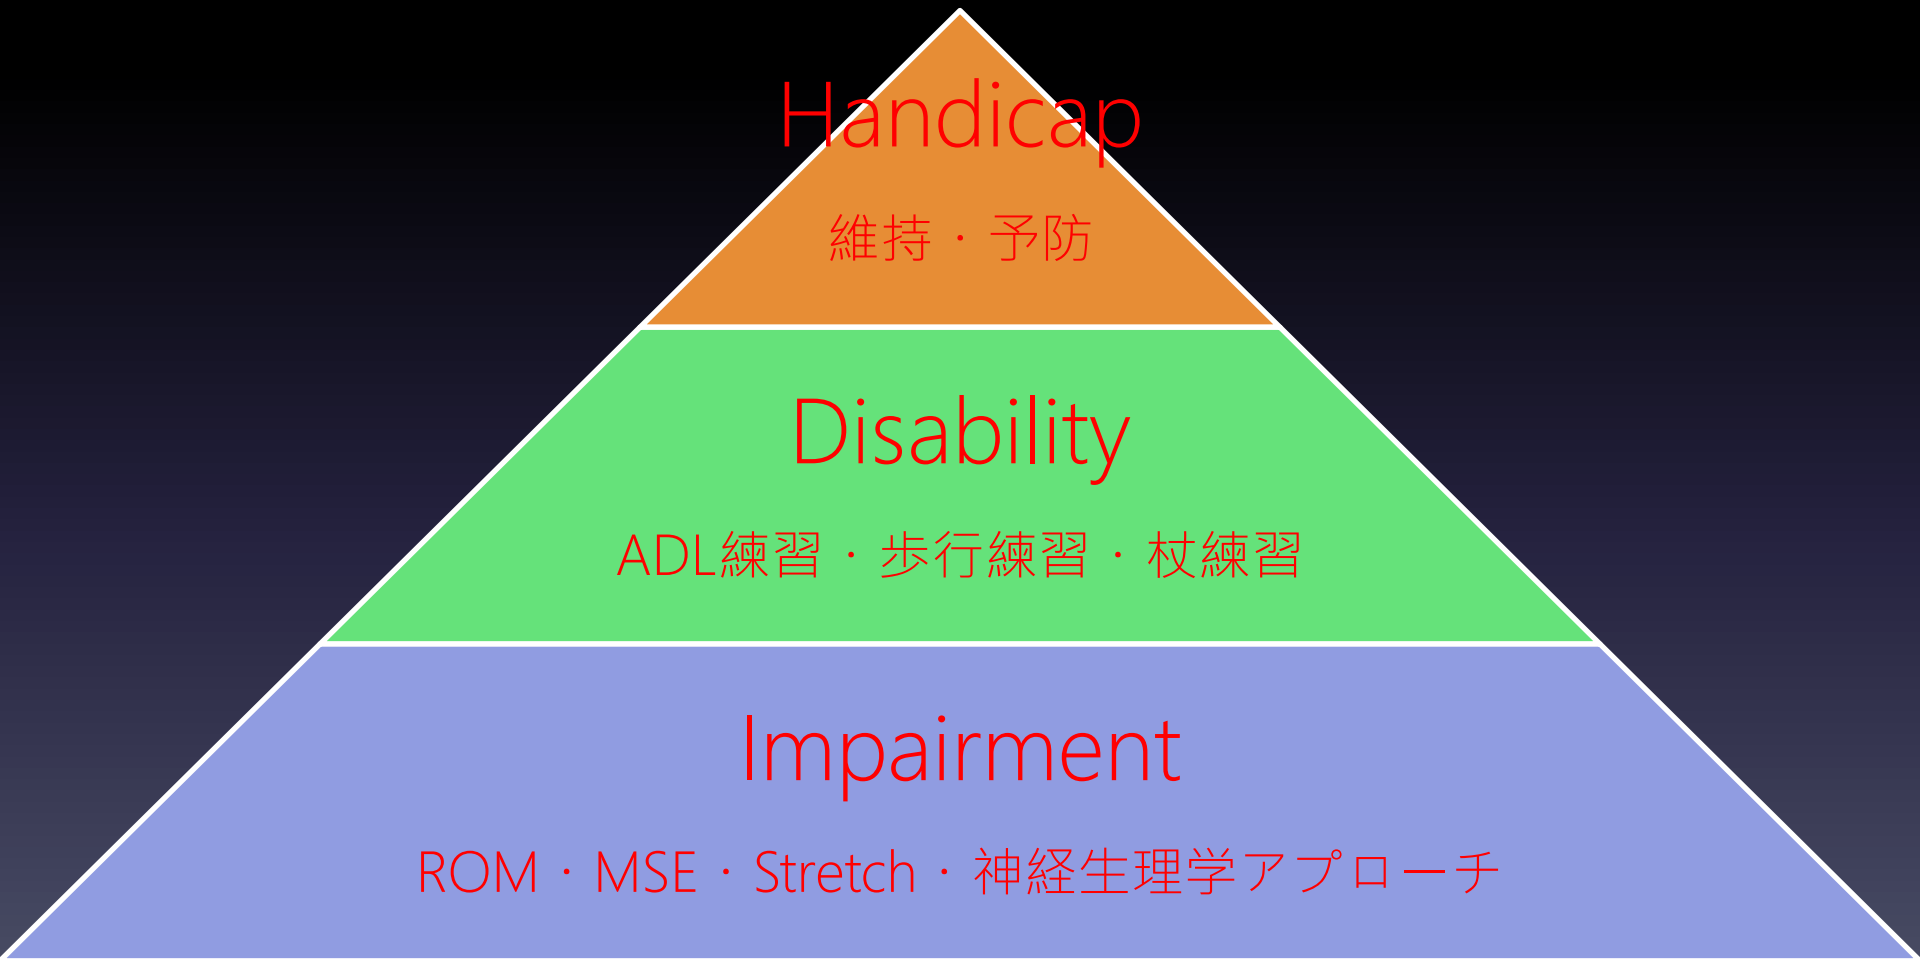 Handicap
維持・予防
Disability
ADL練習・歩行練習・杖練習
Impairment
ROM・MSE・Stretch・神経生理学アプローチ